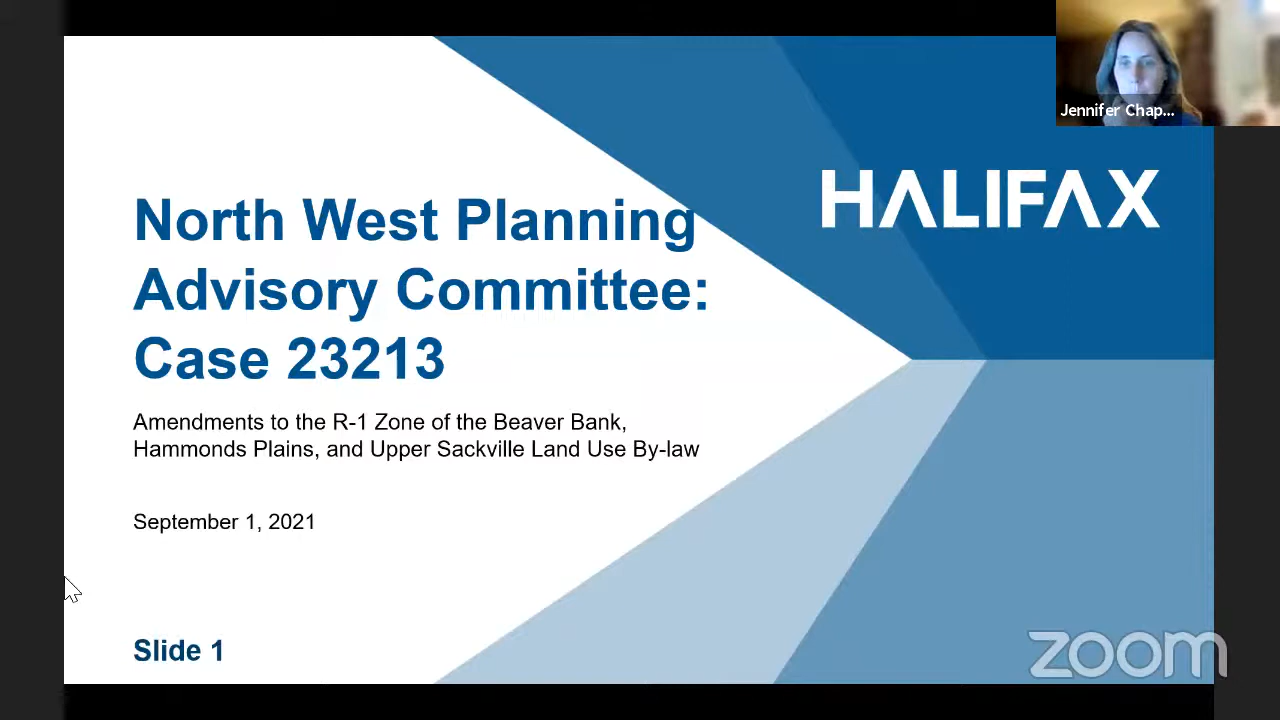 Jennifer Chap...
HALIFAX
North West Planning
Advisory Committee:
Case 23213
Amendments to the R-1 Zone of the Beaver Bank,
Hammonds Plains, and Upper Sackville Land Use By-law
September 1, 2021
Slide 1
zoom